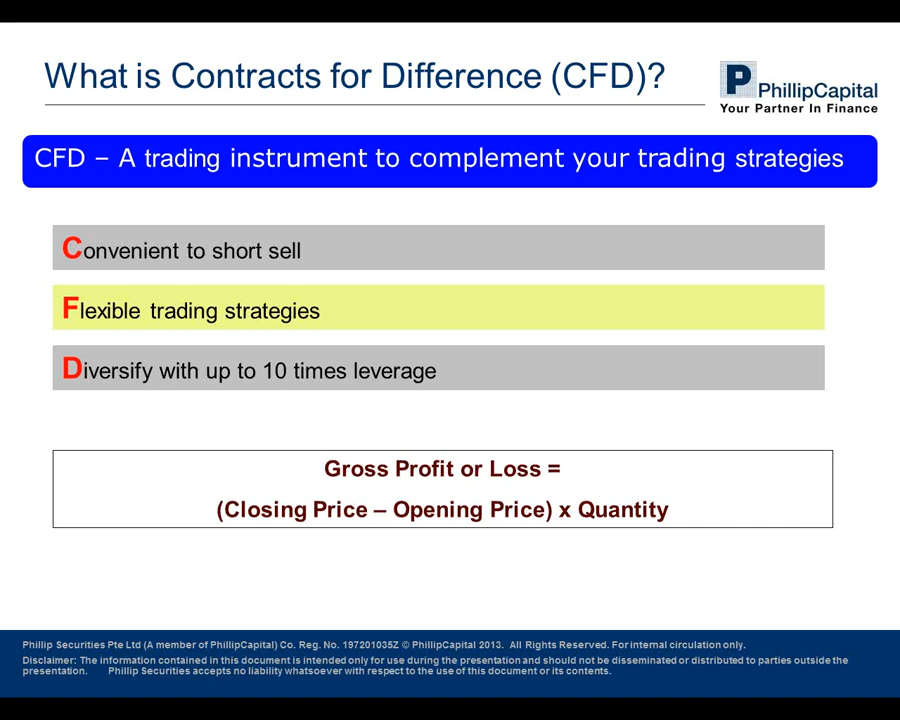 What is Contracts for Difference (CFD)?
P PhillipCapital
Your Partner In Finance
CFD – A trading instrument to complement your trading strategies
Convenient to short sell
Flexible trading strategies
Diversify with up to 10 times leverage
Gross Profit or Loss =
(Closing Price – Opening Price) x Quantity
Phillip Securities Pte Ltd (A member of PhillipCapital) Co. Reg. No. 197201035Z © PhillipCapital 2013. All Rights Reserved. For internal circulation only.
Disclaimer: The information contained in this document is intended only for use during the presentation and should not be disseminated or distributed to parties outside the
presentation. Phillip Securities accepts no liability whatsoever with respect to the use of this document or its contents.